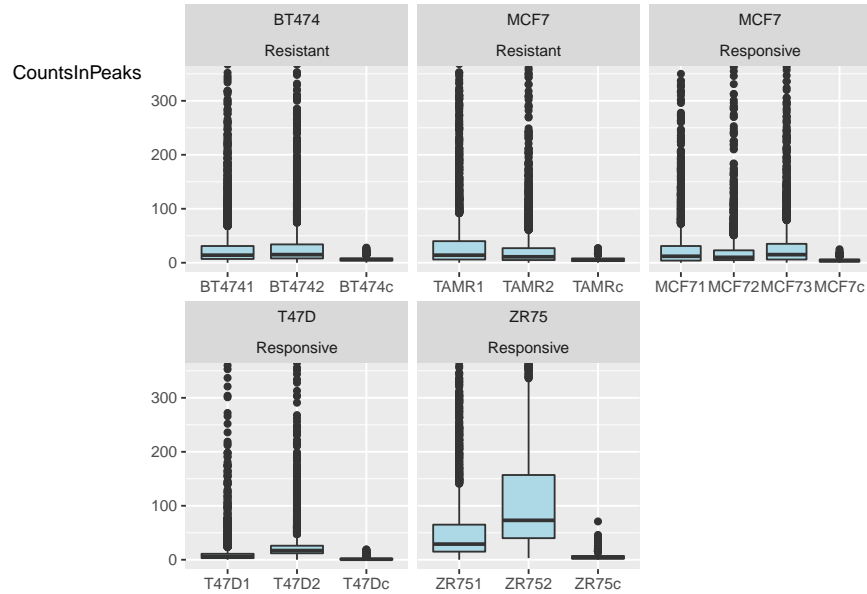 BT474
MCF7
MCF7
Resistant
Resistant
Responsive
CountsInPeaks
300
200
100
0
BT4741 BT4742 BT474c
TAMR1 TAMR2 TAMRc
MCF71 MCF72 MCF73 MCF7c
T47D
ZR75
Responsive
Responsive
300
200
100
0
T47D1 T47D2 T47Dc
ZR751 ZR752 ZR75c